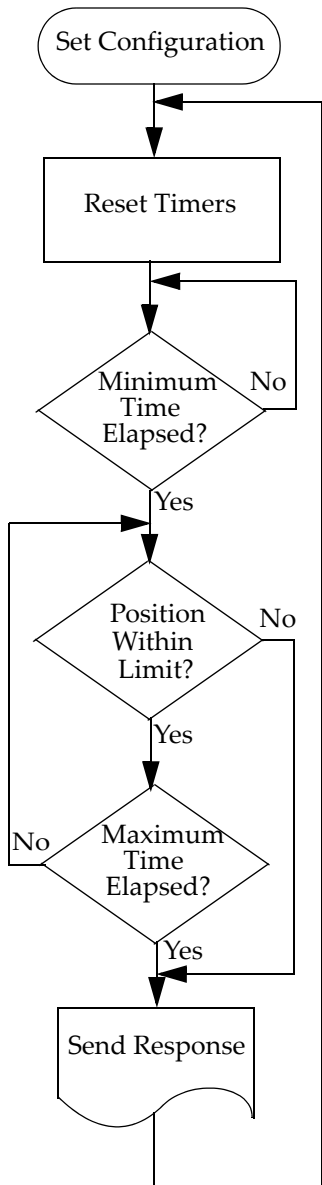 Set Configuration
Reset Timers
Minimum
Time
Elapsed?
No
Yes
Position
Within
Limit?
No
Yes
Maximum
Time
Elapsed?
No
Yes
Send Response